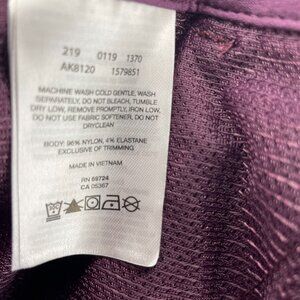 219 0119 1370
AK8120 1579851
MACHINE WASH COLD GENTLE, WASH
SEPARATELY, DO NOT BLEACH, TUMBLE
DRY LOW, REMOVE PROMPTLY, IRON LOW,
DO NOT USE FABRIC SOFTENER, DO NOT
DRYCLEAN
BODY: 96% NYLON, 4% ELASTANE
EXCLUSIVE OF TRIMMING
MADE IN VIETNAM
RN 69724
CA 05367